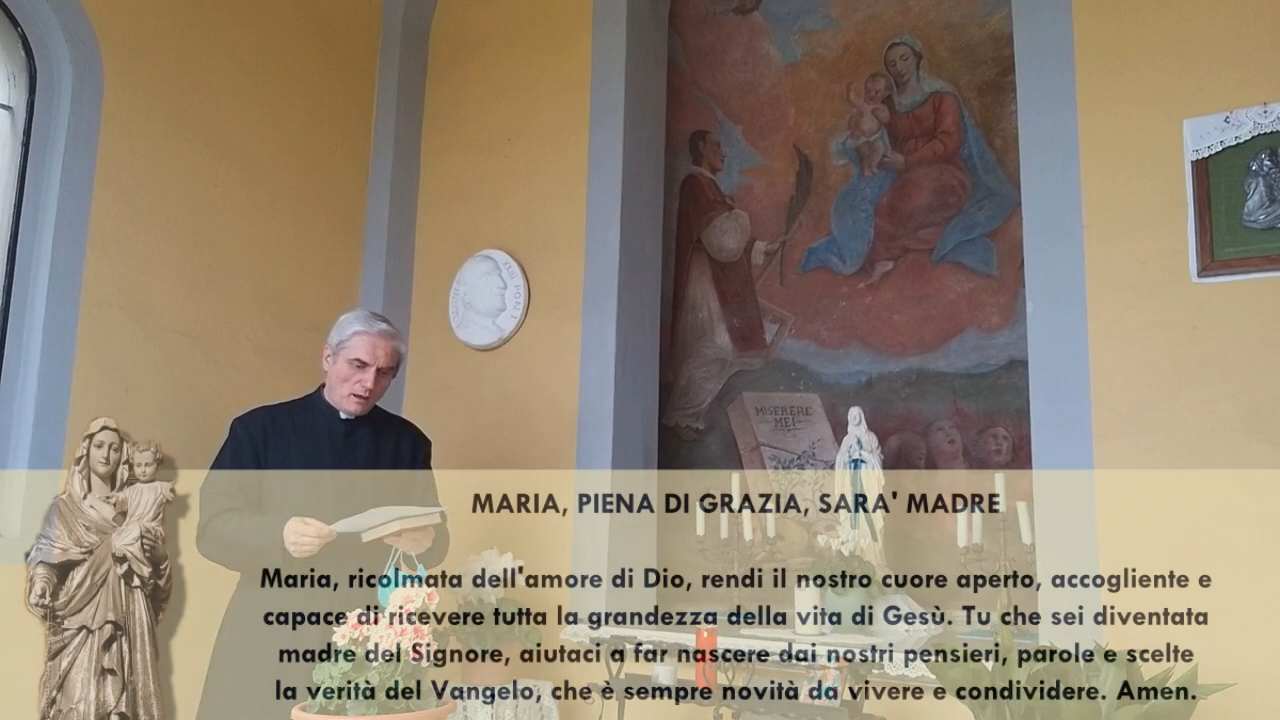 XXIII PONT
MISERERE
MEI
MARIA, PIENA DI GRAZIA, SARA' MADRE
Maria, ricolmata dell'amore di Dio, rendi il nostro cuore aperto, accogliente e
capace di ricevere tutta la grandezza della vita di Gesù. Tu che sei diventata
madre del Signore, aiutaci a far nascere dai nostri pensieri, parole e scelte
la verità del Vangelo, che è sempre novità da vivere e condividere. Amen.